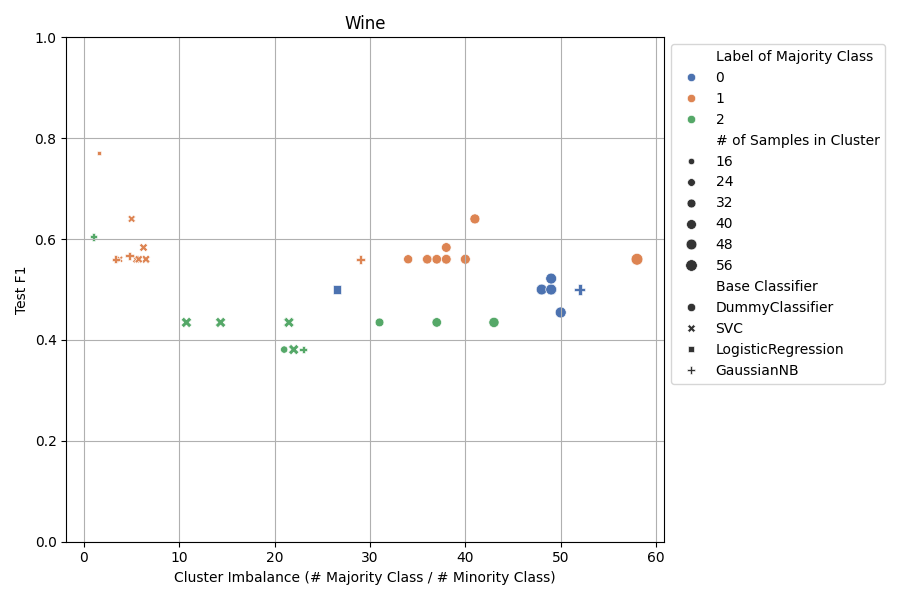 Wine
Test F1
1.0
0.8
0.6
0.4
0.2
0.0
0 10 20 30 40 50 60
Cluster Imbalance (# Majority Class / # Minority Class)
Label of Majority Class
0
1
2
# of Samples in Cluster
16
24
32
40
48
56
Base Classifier
DummyClassifier
SVC
LogisticRegression
GaussianNB